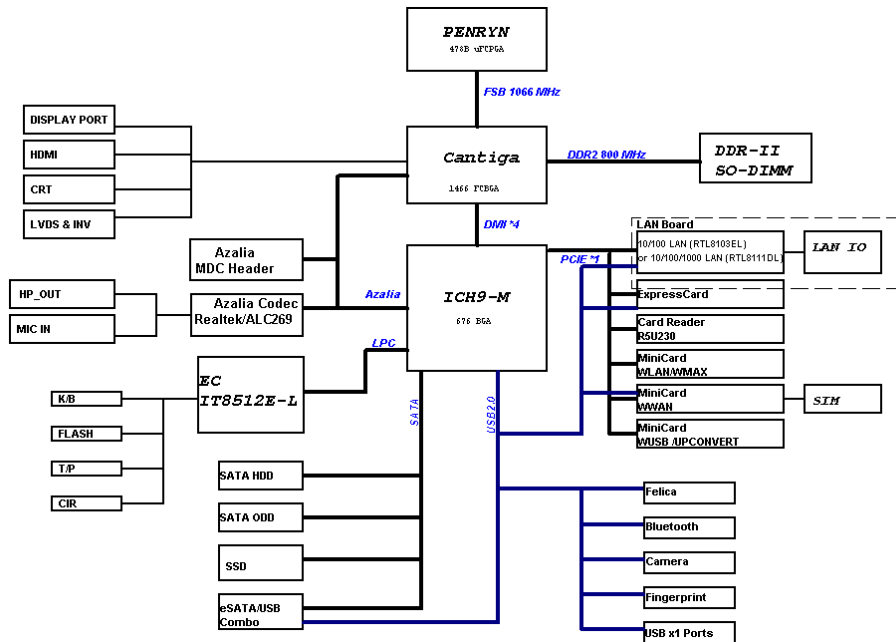 PENRYN
478B uFCPGA
FSB 1066 MHz
DISPLAY PORT
HDMI
CRT
LVDS & INV
Cantiga
1466 FCBGA
DDR2 800 MHz
DDR-II
SO-DIMM
DMI *4
LAN Board
10/100 LAN (RTL8103EL)
or 10/100/1000 LAN (RTL8111DL)
LAN IO
PCIE *1
Azalia
MDC Header
ICH9-M
676 BGA
Azalia
HP_OUT
MIC IN
Azalia Codec
Realtek/ALC269
ExpressCard
Card Reader
R5U230
MiniCard
WLAN/WMAX
MiniCard
WWAN
SIM
MiniCard
WUSB /UPCONVERT
LPC
EC
IT8512E-L
K/B
FLASH
T/P
CIR
SATA
USB2.0
SATA HDD
SATA ODD
SSD
eSATA/USB
Combo
Felica
Bluetooth
Camera
Fingerprint
USB x1 Ports